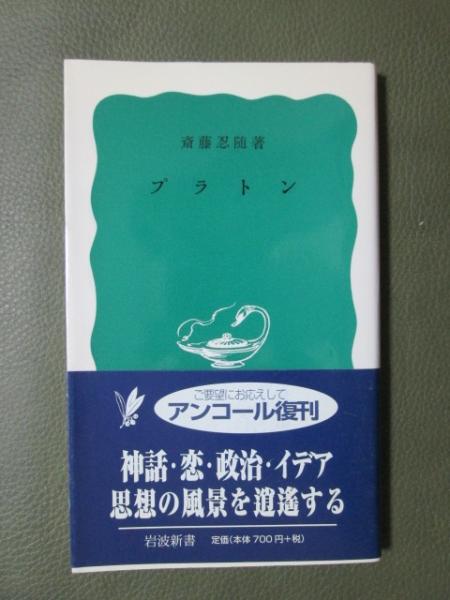 斎藤忍随著
プラトン
ご要望にお応えして
アンコール復刊
神話・恋・政治・イデア
思想の風景を逍遙する
岩波新書 定価(本体700円+税)